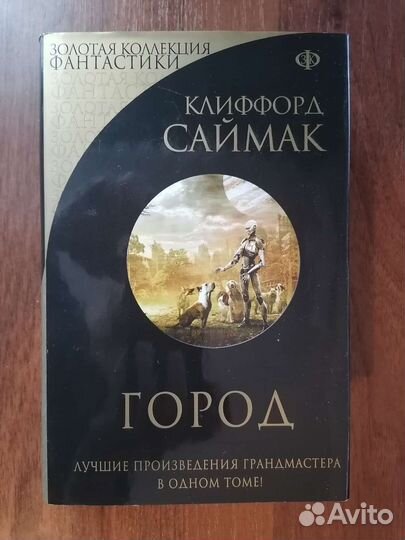 ЗОЛОТАЯ КОЛЛЕКЦИЯ
ФАНТАСТИКИ
КЛИФФОРД
САЙМАК
ГОРОД
ЛУЧШИЕ ПРОИЗВЕДЕНИЯ ГРАНДМАСТЕРА
В ОДНОМ ТОМЕ!
Avito